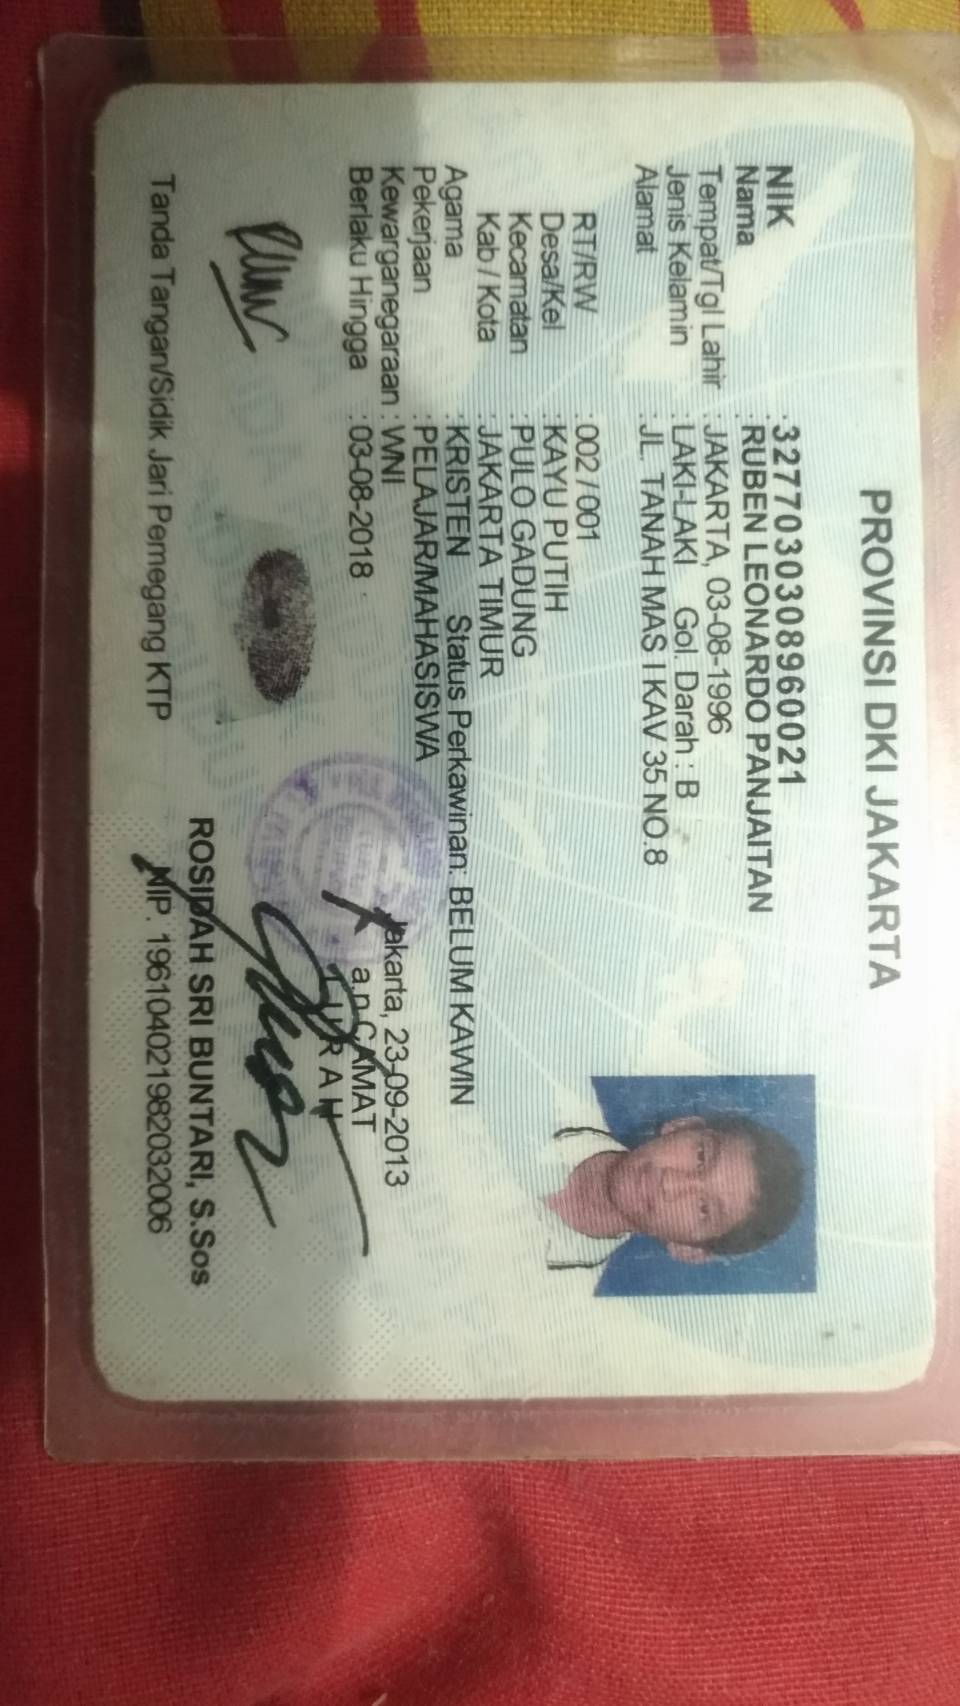 PROVINSI DKI JAKARTA
NIK : 3277030308960021
Nama : RUBEN LEONARDO PANJAITAN
Tempat/Tgl Lahir : JAKARTA, 03-08-1996
Jenis Kelamin : LAKI-LAKI Gol. Darah : B
Alamat : JL. TANAH MAS I KAV 35 NO.8
RT/RW : 002 / 001
Desa/Kel : KAYU PUTIH
Kecamatan : PULO GADUNG
Kab / Kota : JAKARTA TIMUR
Agama : KRISTEN Status Perkawinan: BELUM KAWIN
Pekerjaan : PELAJAR/MAHASISWA
Kewarganegaraan : WNI
Berlaku Hingga : 03-08-2018
Jakarta, 23-09-2013
a.n CAMAT
LURAH
Tanda Tangan/Sidik Jari Pemegang KTP
ROSIDAH SRI BUNTARI, S.Sos
NIP. 196104021982032006